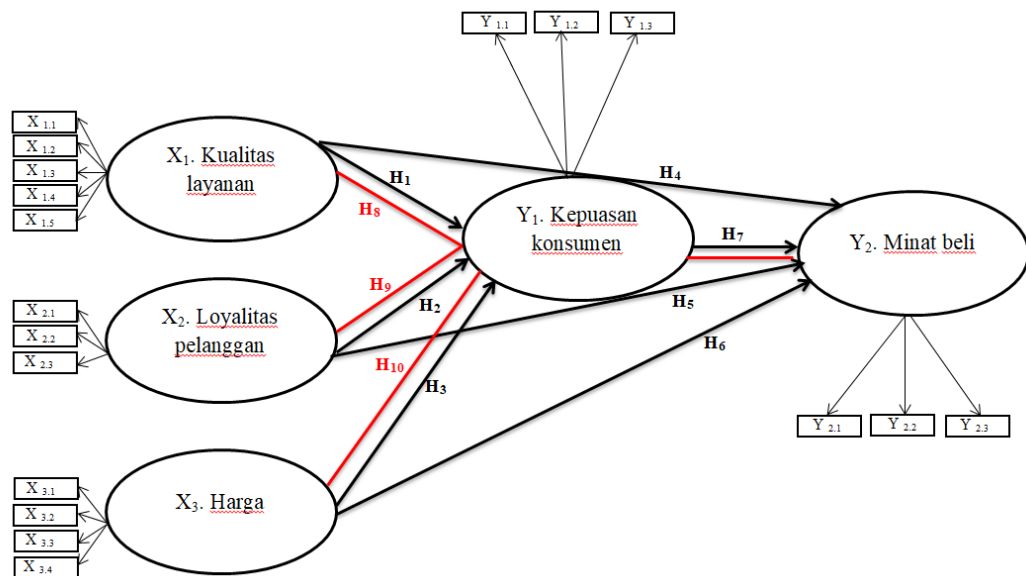 Y 1.1
Y 1.2
Y 1.3
X 1.1
X 1.2
X 1.3
X 1.4
X 1.5
X1. Kualitas
layanan
H1
H8
H4
Y1. Kepuasan
konsumen
H7
Y2. Minat beli
X 2.1
X 2.2
X 2.3
X2. Loyalitas
pelanggan
H9
H2
H5
H10
H3
H6
Y 2.1
Y 2.2
Y 2.3
X 3.1
X 3.2
X 3.3
X 3.4
X3. Harga